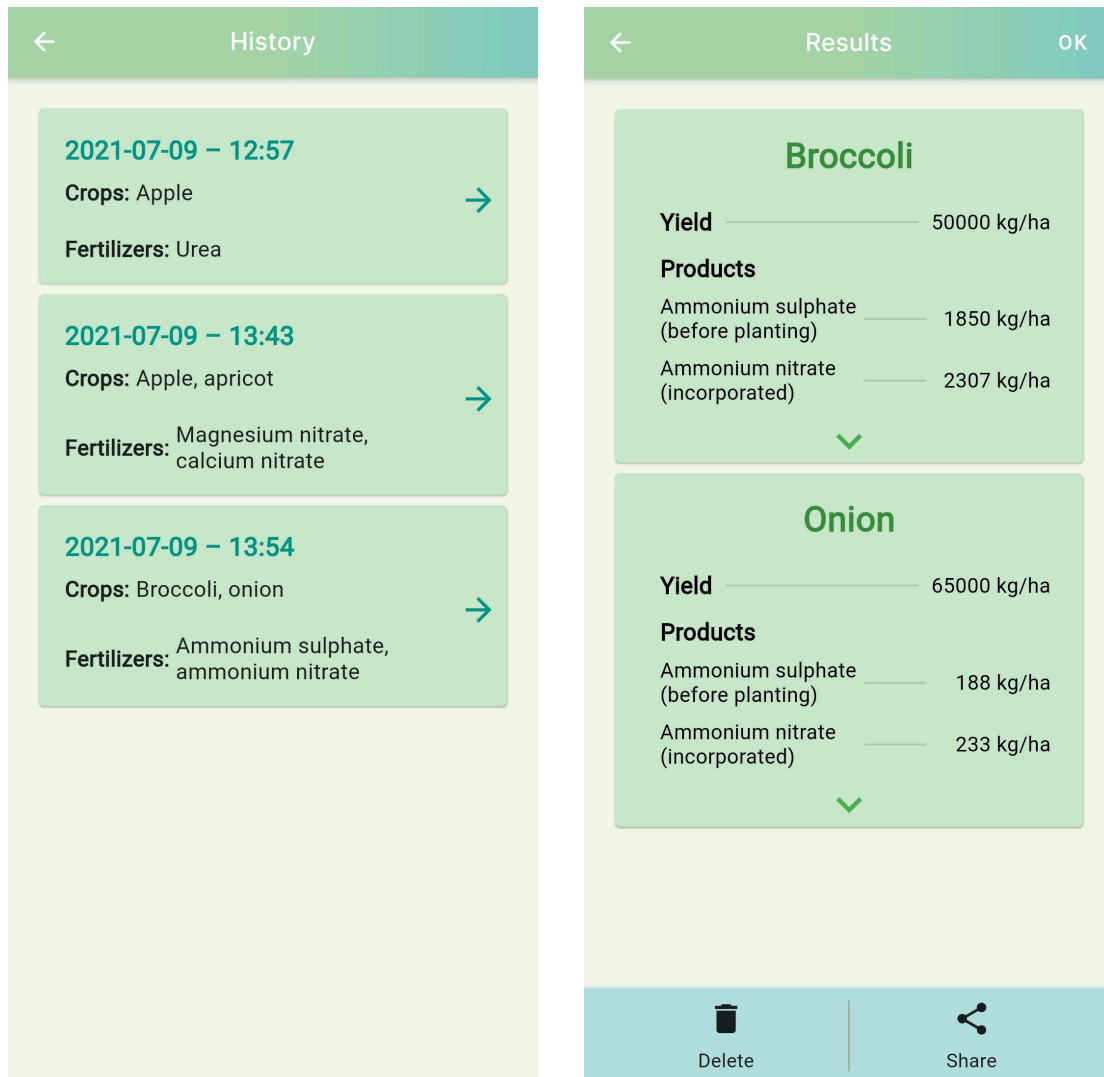 History
2021-07-09 – 12:57
Crops: Apple
Fertilizers: Urea
2021-07-09 – 13:43
Crops: Apple, apricot
Fertilizers: Magnesium nitrate,
calcium nitrate
2021-07-09 – 13:54
Crops: Broccoli, onion
Fertilizers: Ammonium sulphate,
ammonium nitrate
Results OK
Broccoli
Yield 50000 kg/ha
Products
Ammonium sulphate
(before planting) 1850 kg/ha
Ammonium nitrate
(incorporated) 2307 kg/ha
Onion
Yield 65000 kg/ha
Products
Ammonium sulphate
(before planting) 188 kg/ha
Ammonium nitrate
(incorporated) 233 kg/ha
Delete Share